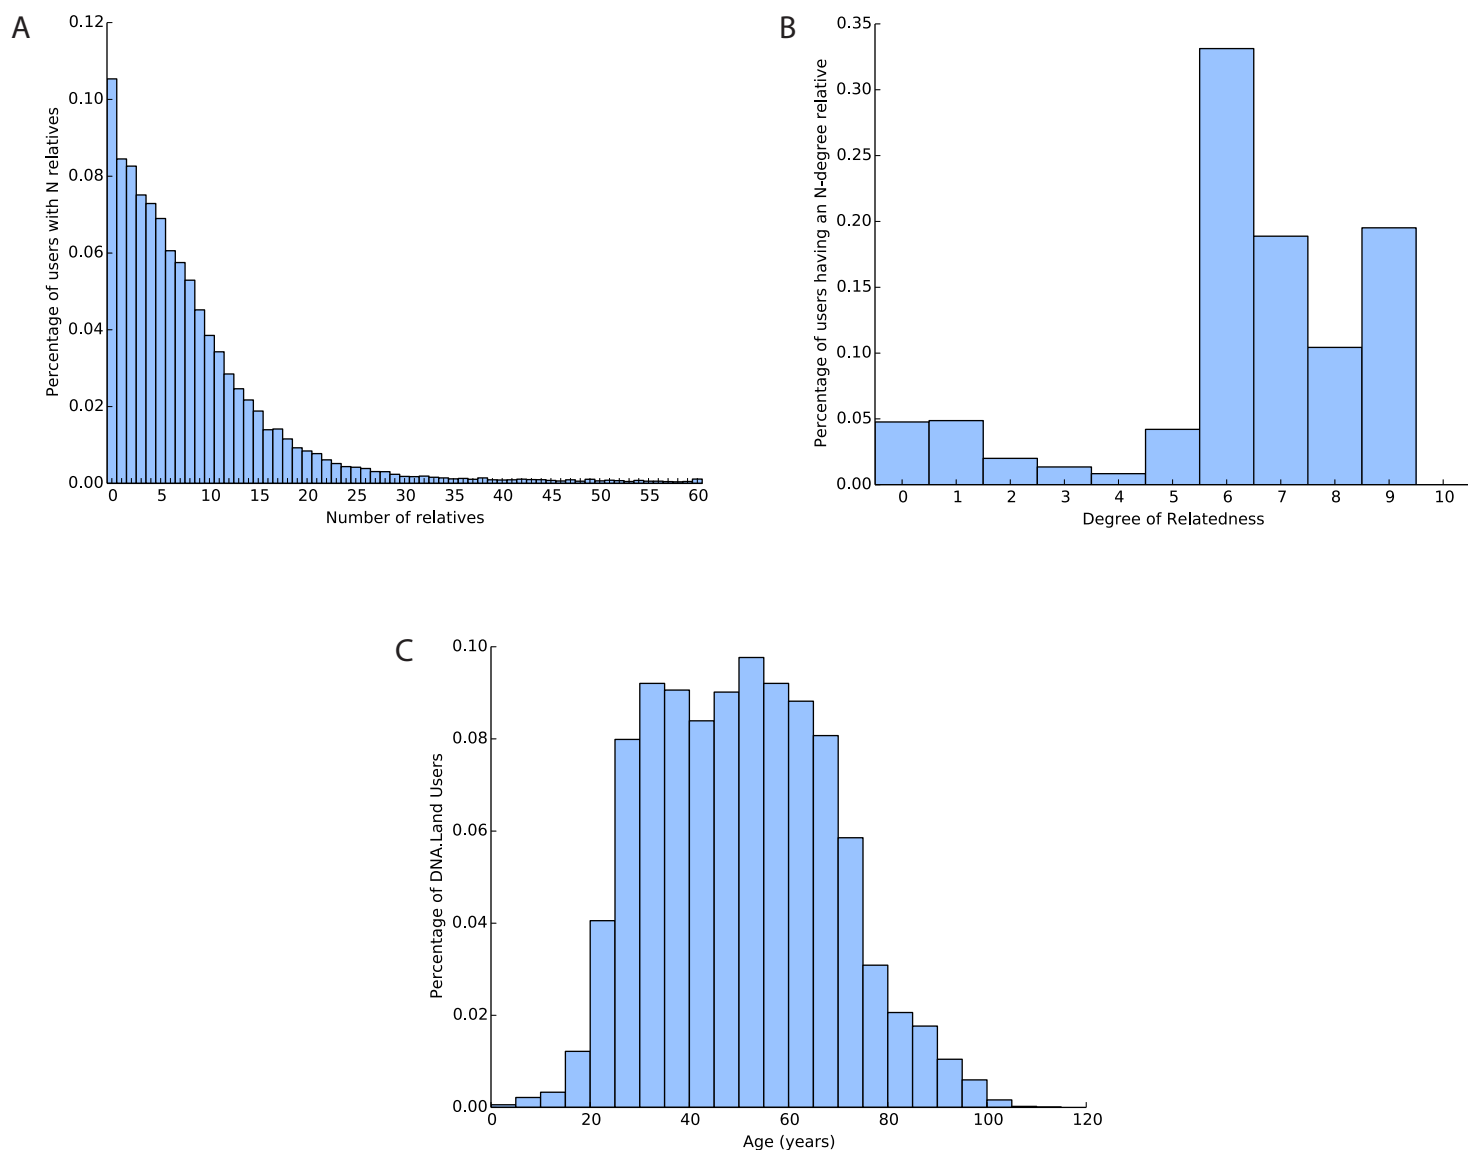 A
Percentage of users with N relatives
0.12
0.10
0.08
0.06
0.04
0.02
0.00
0 5 10 15 20 25 30 35 40 45 50 55 60
Number of relatives
B
Percentage of users having an N-degree relative
0.35
0.30
0.25
0.20
0.15
0.10
0.05
0.00
0 1 2 3 4 5 6 7 8 9 10
Degree of Relatedness
C
Percentage of DNA.Land Users
0.10
0.08
0.06
0.04
0.02
0.00
0 20 40 60 80 100 120
Age (years)